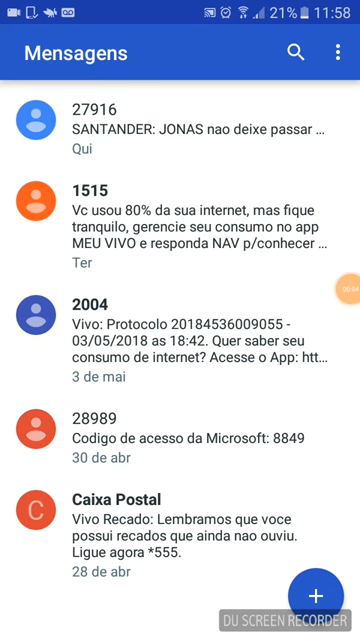 21% 11:58
Mensagens
27916
SANTANDER: JONAS nao deixe passar ...
Qui
1515
Vc usou 80% da sua internet, mas fique
tranquilo, gerencie seu consumo no app
MEU VIVO e responda NAV p/conhecer ...
Ter
00:04
2004
Vivo: Protocolo 20184536009055 -
03/05/2018 as 18:42. Quer saber seu
consumo de internet? Acesse o App: htt...
3 de mai
28989
Codigo de acesso da Microsoft: 8849
30 de abr
C
Caixa Postal
Vivo Recado: Lembramos que voce
possui recados que ainda nao ouviu.
Ligue agora *555.
28 de abr
+
DU SCREEN RECORDER